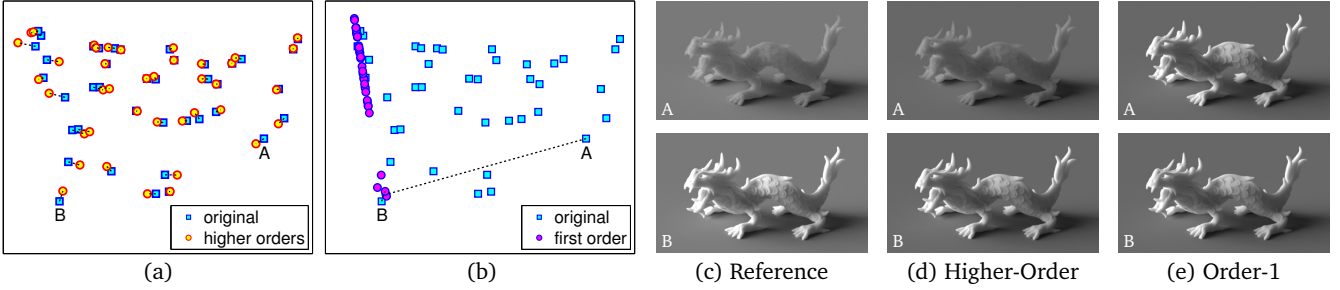 A
B
original
higher orders
(a)
A
B
original
first order
(b)
A
B
(c) Reference
A
B
(d) Higher-Order
A
B
(e) Order-1